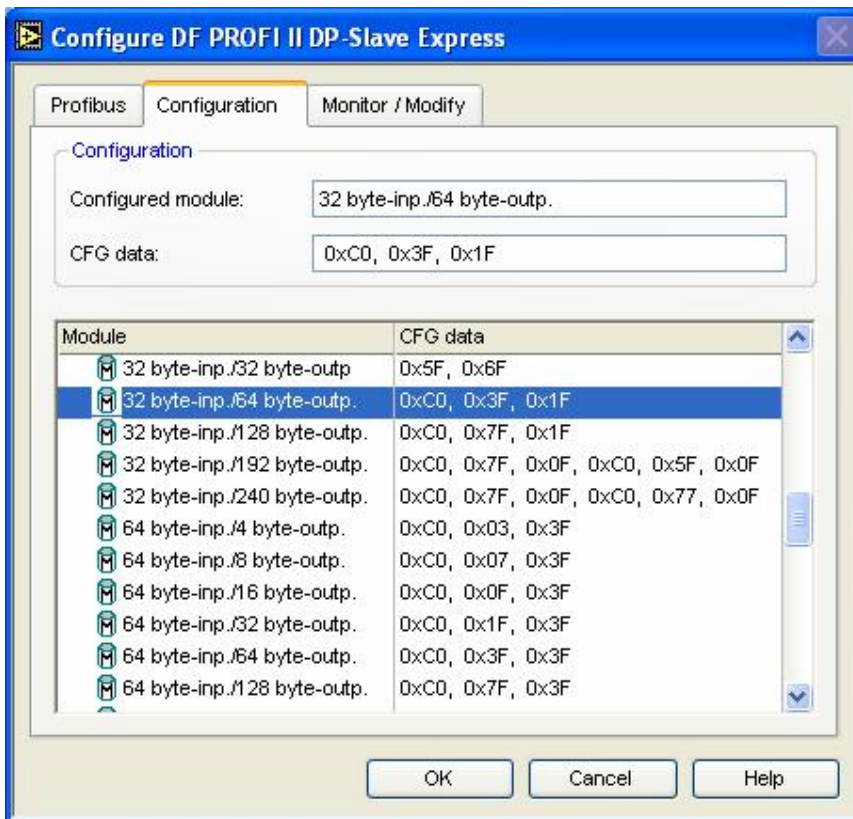 Configure DF PROFI II DP-Slave Express
Profibus Configuration Monitor / Modify
Configuration
Configured module: 32 byte-inp./64 byte-outp.
CFG data: 0xC0, 0x3F, 0x1F
Module CFG data
32 byte-inp./32 byte-outp 0x5F, 0x6F
32 byte-inp./64 byte-outp. 0xC0, 0x3F, 0x1F
32 byte-inp./128 byte-outp. 0xC0, 0x7F, 0x1F
32 byte-inp./192 byte-outp. 0xC0, 0x7F, 0x0F, 0xC0, 0x5F, 0x0F
32 byte-inp./240 byte-outp. 0xC0, 0x7F, 0x0F, 0xC0, 0x77, 0x0F
64 byte-inp./4 byte-outp. 0xC0, 0x03, 0x3F
64 byte-inp./8 byte-outp. 0xC0, 0x07, 0x3F
64 byte-inp./16 byte-outp. 0xC0, 0x0F, 0x3F
64 byte-inp./32 byte-outp. 0xC0, 0x1F, 0x3F
64 byte-inp./64 byte-outp. 0xC0, 0x3F, 0x3F
64 byte-inp./128 byte-outp. 0xC0, 0x7F, 0x3F
OK Cancel Help